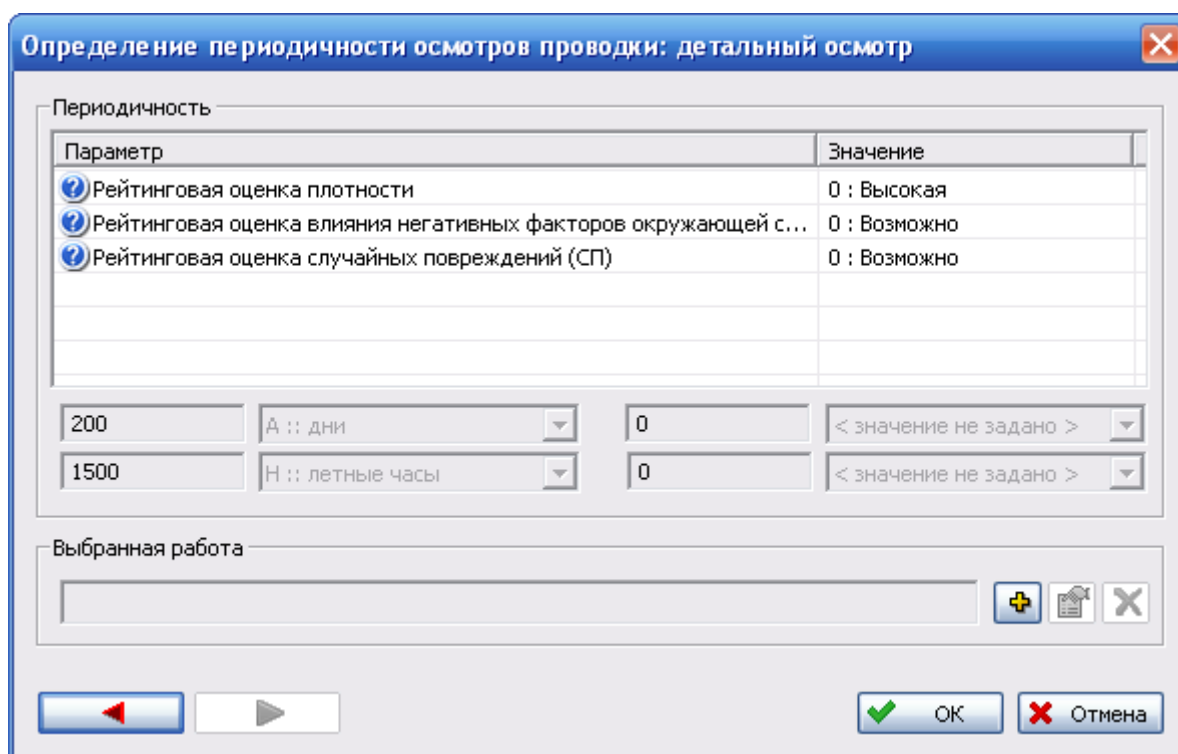 Определение периодичности осмотров проводки: детальный осмотр
Периодичность
Параметр Значение
Рейтинговая оценка плотности 0 : Высокая
Рейтинговая оценка влияния негативных факторов окружающей с... 0 : Возможно
Рейтинговая оценка случайных повреждений (СП) 0 : Возможно
200 A :: дни 0 < значение не задано >
1500 H :: летные часы 0 < значение не задано >
Выбранная работа
OK Отмена